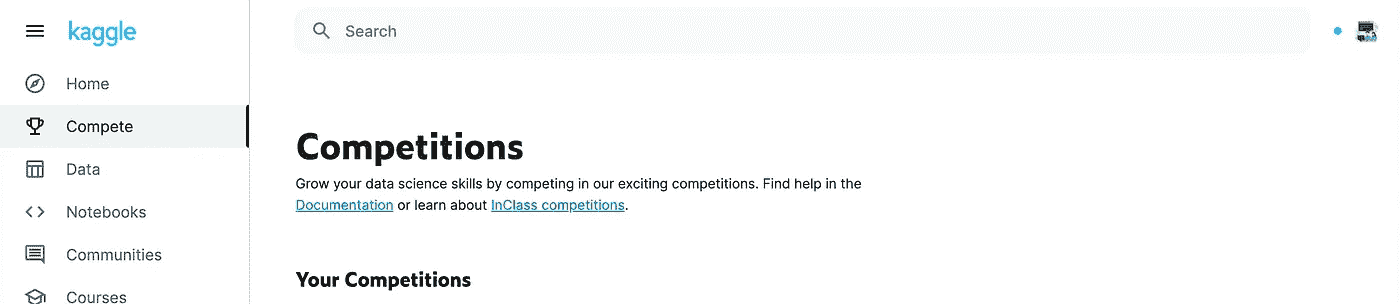 kaggle
Search
Home
Compete
Data
Notebooks
Communities
Courses
Competitions
Grow your data science skills by competing in our exciting competitions. Find help in the
Documentation or learn about InClass competitions.
Your Competitions